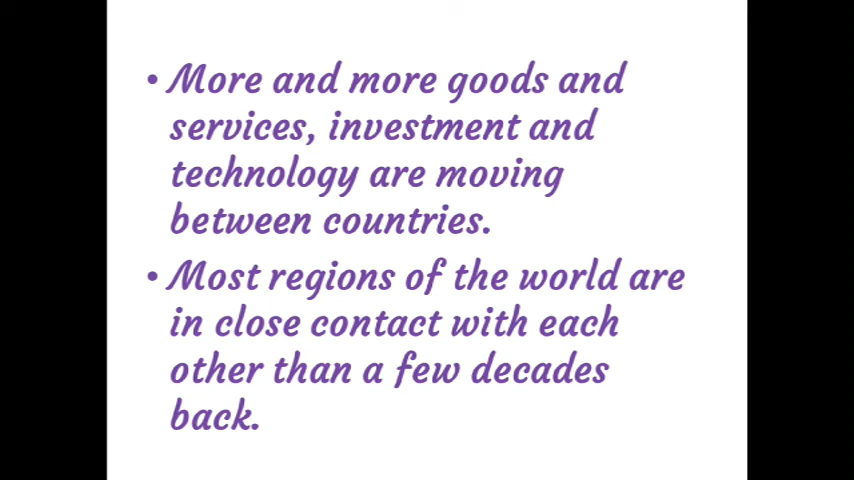 • More and more goods and
services, investment and
technology are moving
between countries.
• Most regions of the world are
in close contact with each
other than a few decades
back.